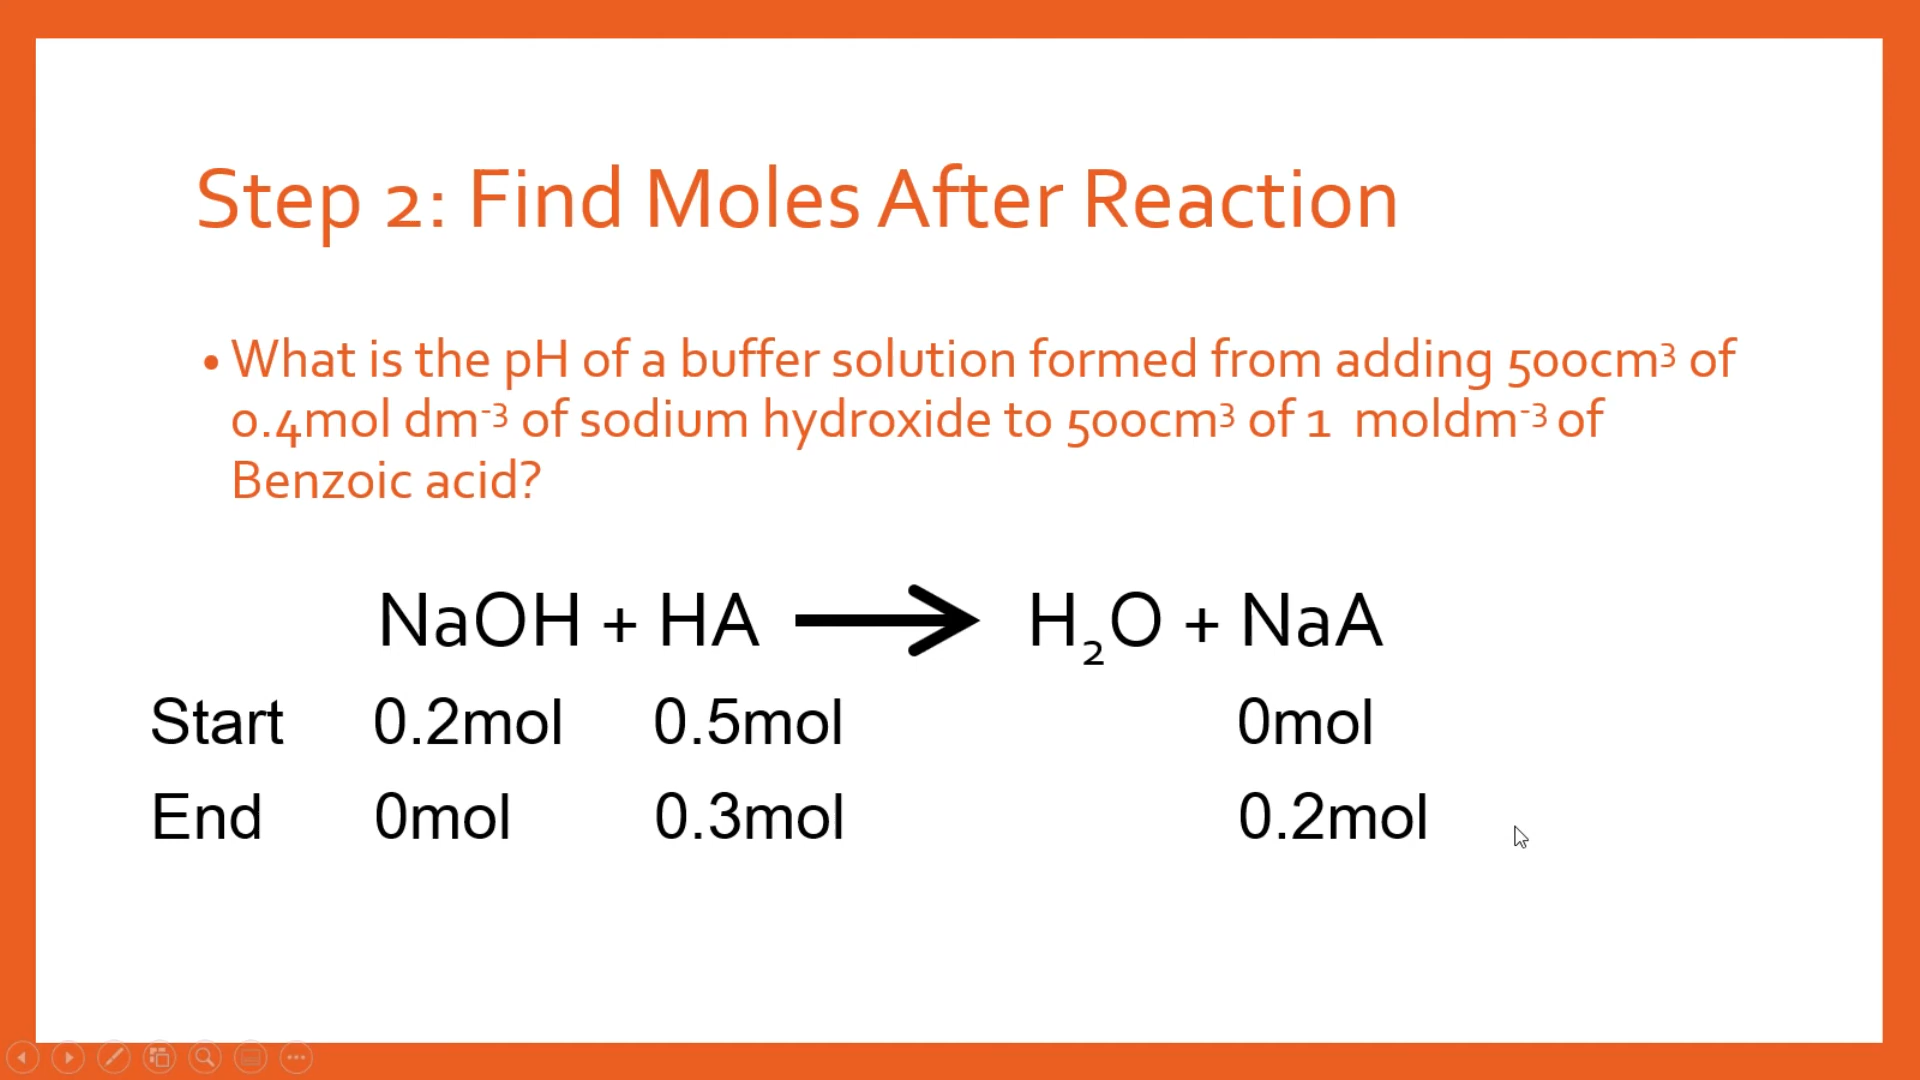 Step 2: Find Moles After Reaction
• What is the pH of a buffer solution formed from adding 500cm³ of
0.4mol dm⁻³ of sodium hydroxide to 500cm³ of 1  moldm⁻³ of
Benzoic acid?
NaOH + HA ⟶ H₂O + NaA
Start 0.2mol 0.5mol 0mol
End 0mol 0.3mol 0.2mol